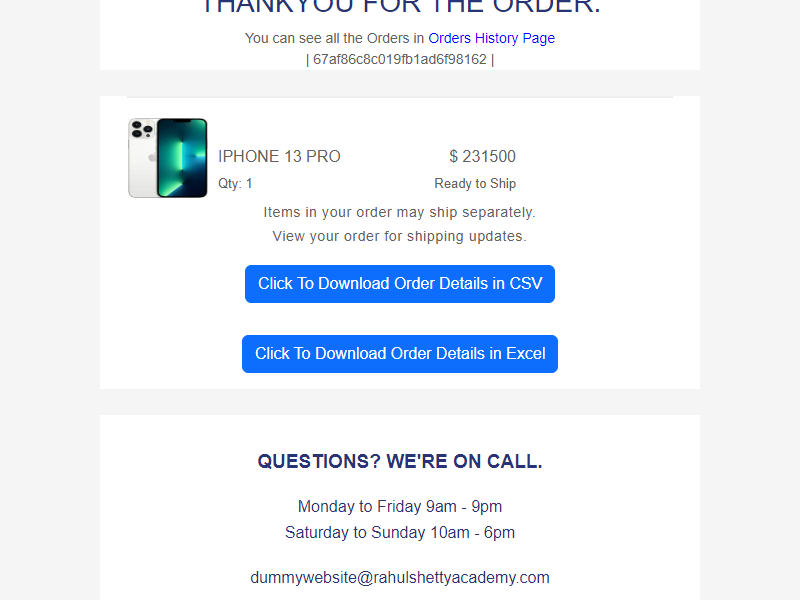 THANKYOU FOR THE ORDER.
You can see all the Orders in Orders History Page
| 67af86c8c019fb1ad6f98162 |
IPHONE 13 PRO
$ 231500
Qty: 1
Ready to Ship
Items in your order may ship separately.
View your order for shipping updates.
Click To Download Order Details in CSV
Click To Download Order Details in Excel
QUESTIONS? WE'RE ON CALL.
Monday to Friday 9am - 9pm
Saturday to Sunday 10am - 6pm
dummywebsite@rahulshettyacademy.com